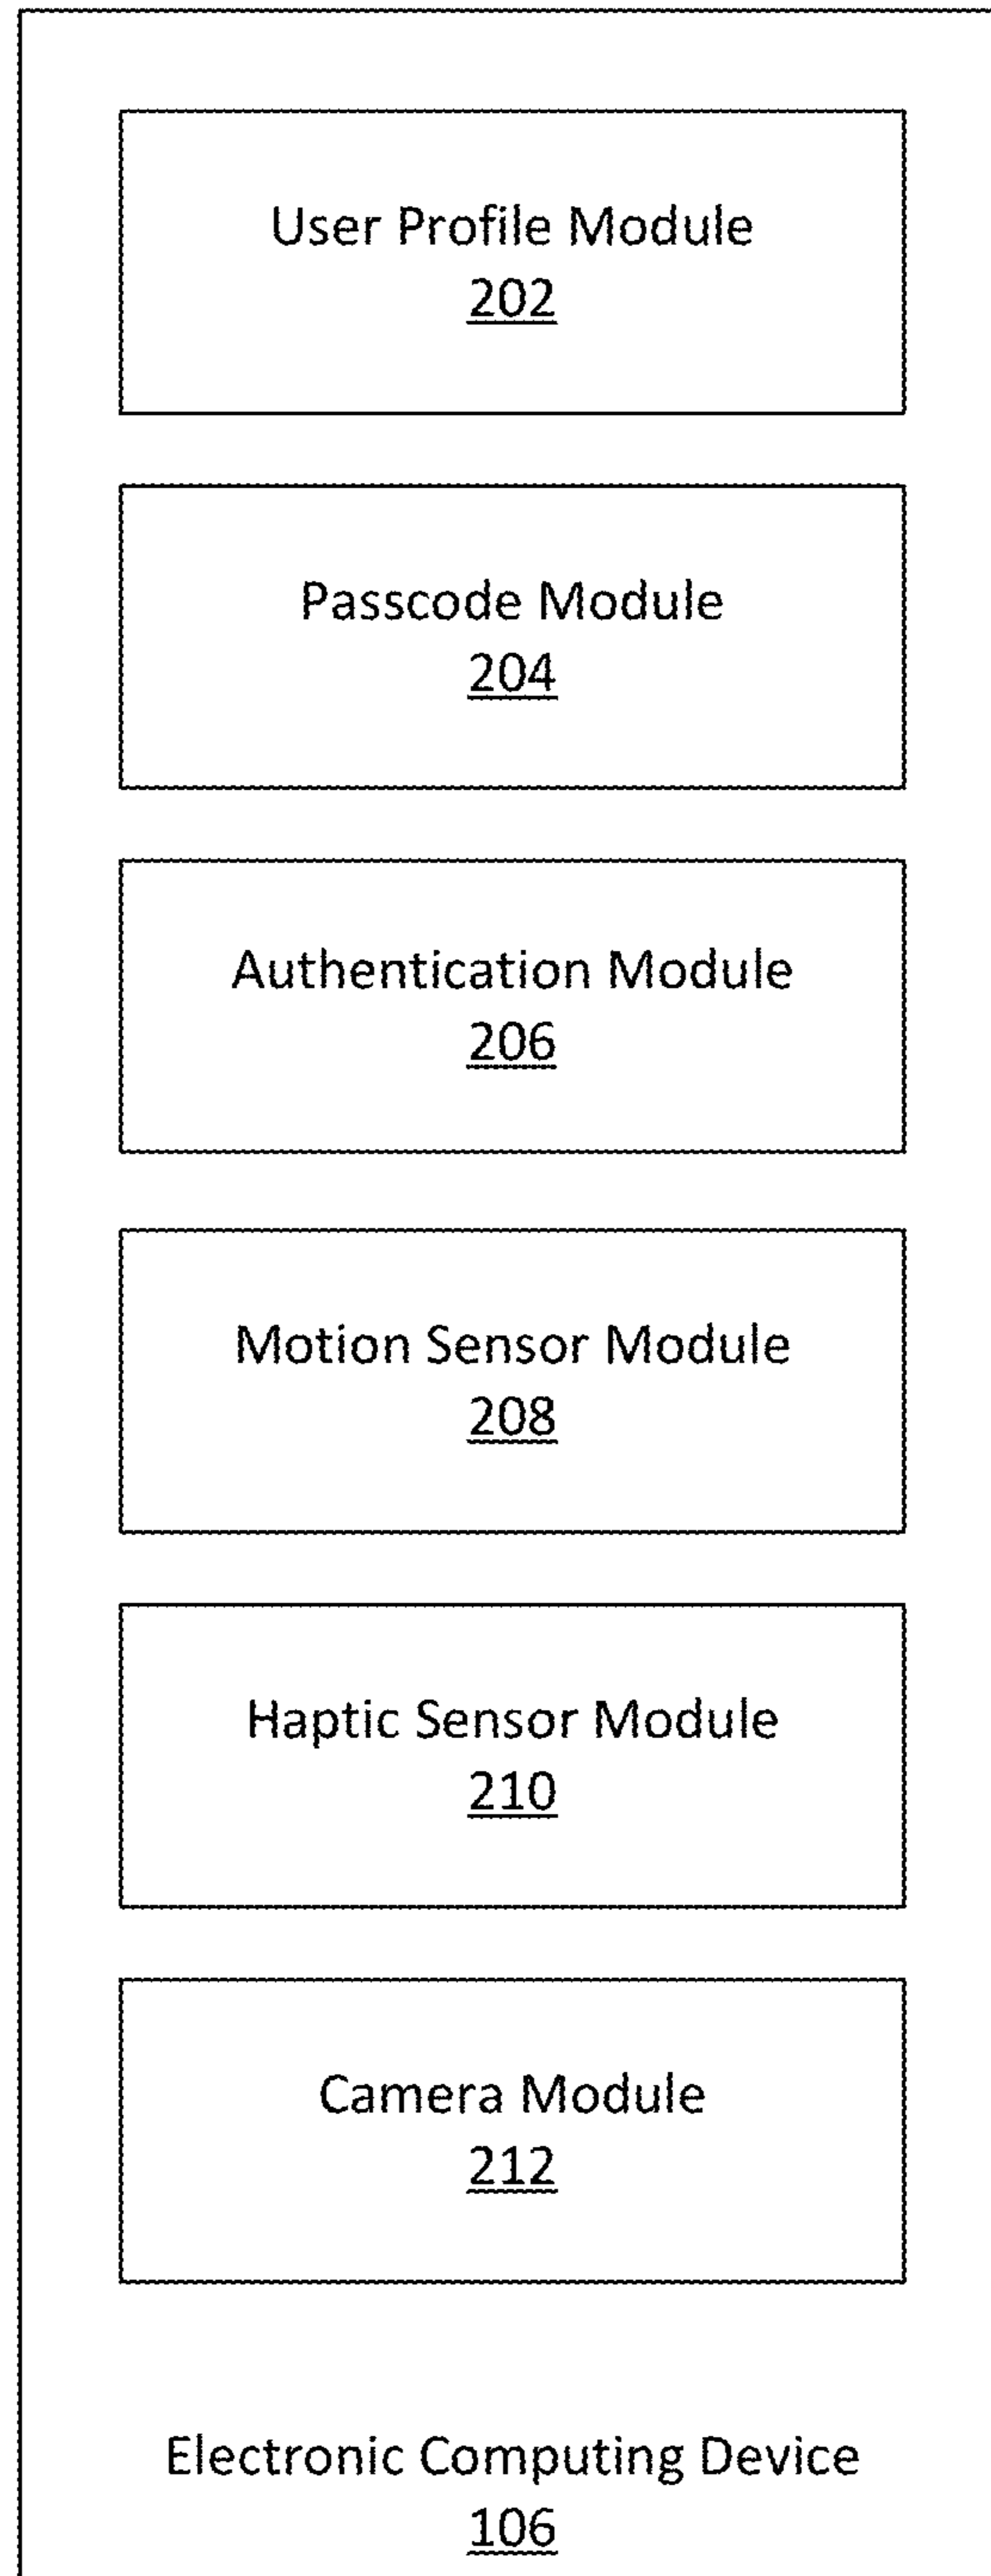 User Profile Module
202
Passcode Module
204
Authentication Module
206
Motion Sensor Module
208
Haptic Sensor Module
210
Camera Module
212
Electronic Computing Device
106